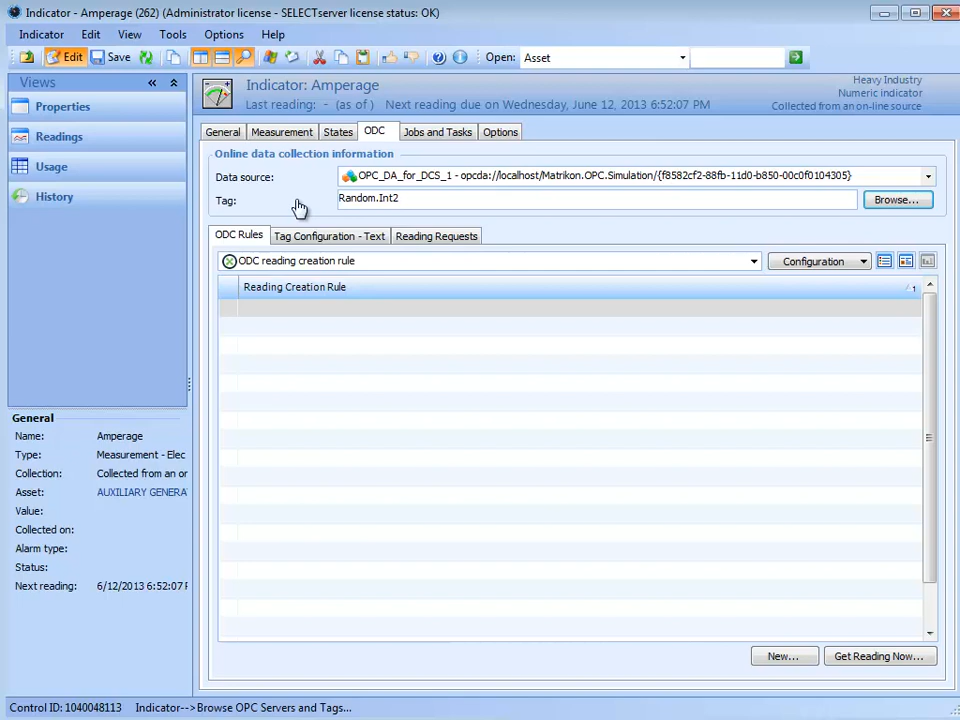 Indicator - Amperage (262) (Administrator license - SELECTserver license status: OK)
Indicator Edit View Tools Options Help
Edit Save Open: Asset
Views
Properties
Readings
Usage
History
General
Name: Amperage
Type: Measurement - Elec
Collection: Collected from an or
Asset: AUXILIARY GENERA
Value:
Collected on:
Alarm type:
Status:
Next reading: 6/12/2013 6:52:07
Indicator: Amperage
Last reading: - (as of ) Next reading due on Wednesday, June 12, 2013 6:52:07 PM
Heavy Industry
Numeric indicator
Collected from an on-line source
General Measurement States ODC Jobs and Tasks Options
Online data collection information
Data source: OPC_DA_for_DCS_1 - opcda://localhost/Matrikon.OPC.Simulation/{f8582cf2-88fb-11d0-b850-00c0f0104305}
Tag: Random.Int2 Browse...
ODC Rules Tag Configuration - Text Reading Requests
ODC reading creation rule Configuration
Reading Creation Rule 1
New... Get Reading Now...
Control ID: 1040048113 Indicator-->Browse OPC Servers and Tags...